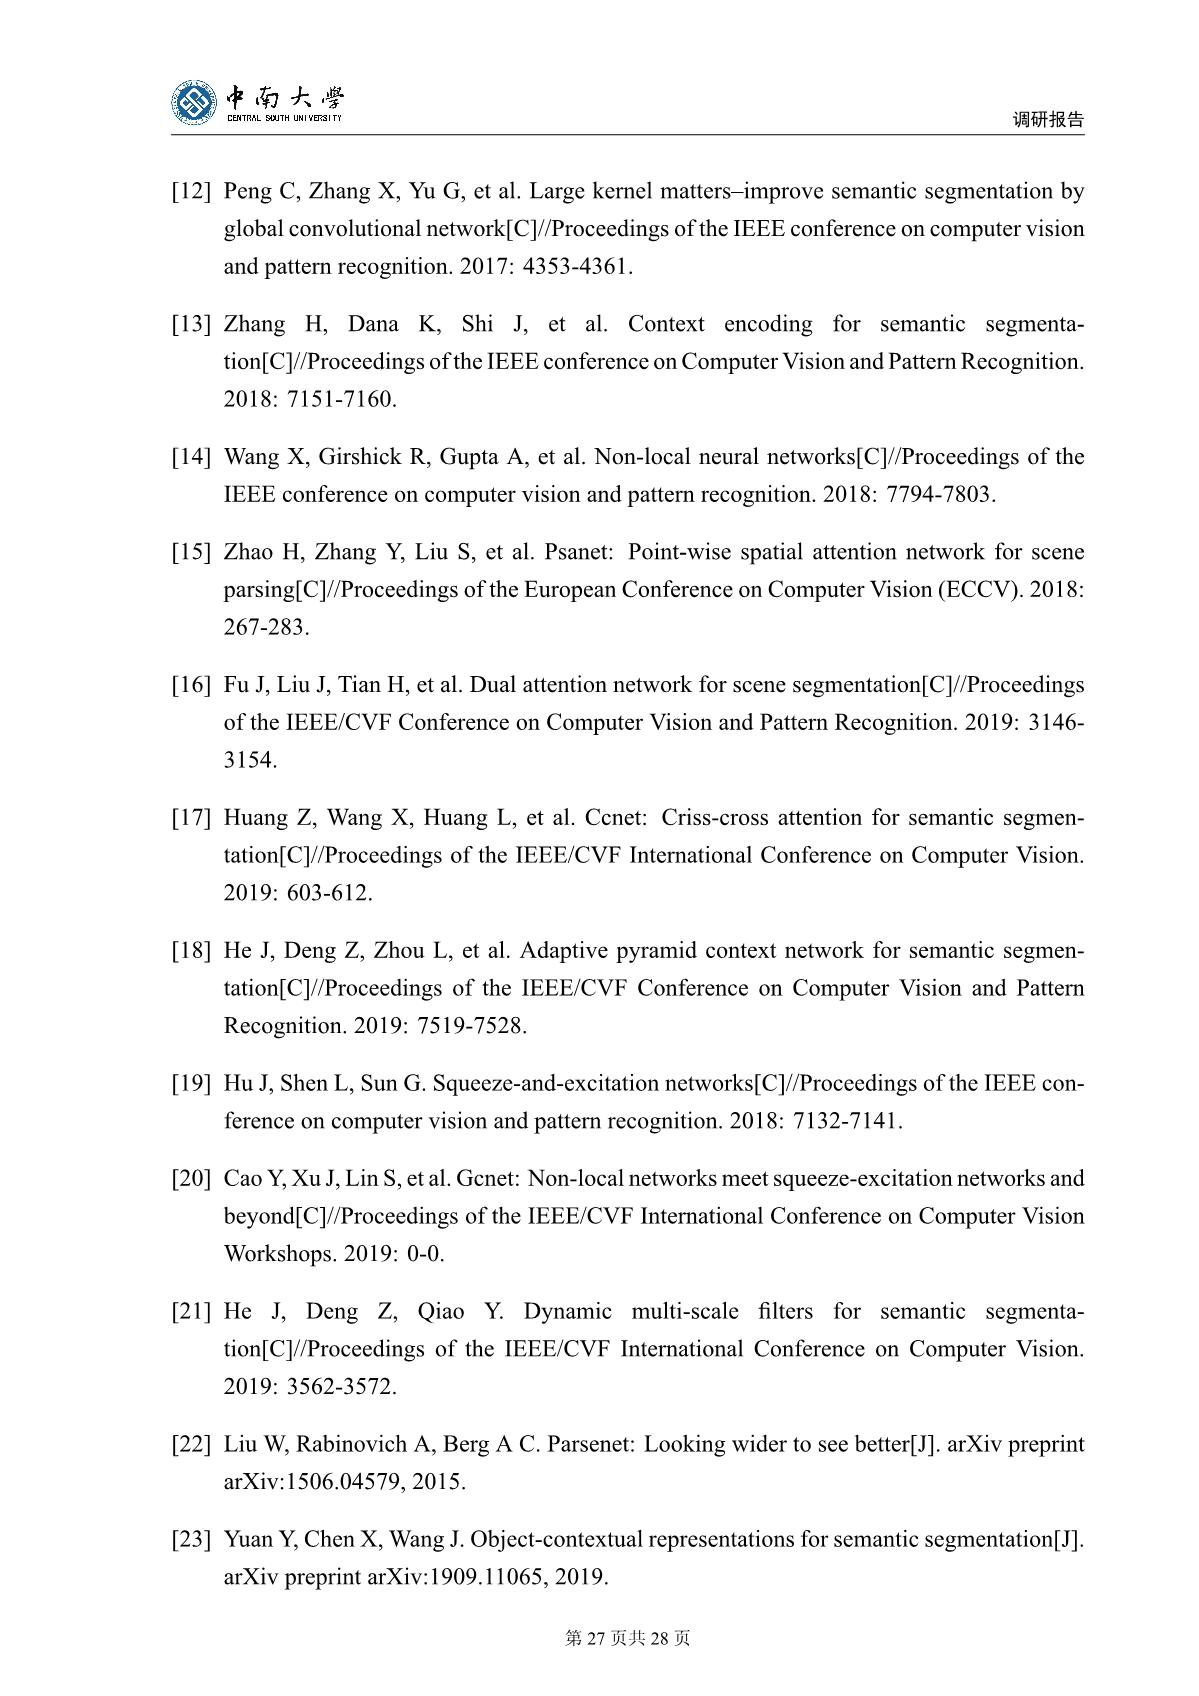 中南大學
CENTRAL SOUTH UNIVERSITY
调研报告
[12] Peng C, Zhang X, Yu G, et al. Large kernel matters–improve semantic segmentation by
global convolutional network[C]//Proceedings of the IEEE conference on computer vision
and pattern recognition. 2017: 4353-4361.
[13] Zhang H, Dana K, Shi J, et al. Context encoding for semantic segmenta-
tion[C]//Proceedings of the IEEE conference on Computer Vision and Pattern Recognition.
2018: 7151-7160.
[14] Wang X, Girshick R, Gupta A, et al. Non-local neural networks[C]//Proceedings of the
IEEE conference on computer vision and pattern recognition. 2018: 7794-7803.
[15] Zhao H, Zhang Y, Liu S, et al. Psanet: Point-wise spatial attention network for scene
parsing[C]//Proceedings of the European Conference on Computer Vision (ECCV). 2018:
267-283.
[16] Fu J, Liu J, Tian H, et al. Dual attention network for scene segmentation[C]//Proceedings
of the IEEE/CVF Conference on Computer Vision and Pattern Recognition. 2019: 3146-
3154.
[17] Huang Z, Wang X, Huang L, et al. Ccnet: Criss-cross attention for semantic segmen-
tation[C]//Proceedings of the IEEE/CVF International Conference on Computer Vision.
2019: 603-612.
[18] He J, Deng Z, Zhou L, et al. Adaptive pyramid context network for semantic segmen-
tation[C]//Proceedings of the IEEE/CVF Conference on Computer Vision and Pattern
Recognition. 2019: 7519-7528.
[19] Hu J, Shen L, Sun G. Squeeze-and-excitation networks[C]//Proceedings of the IEEE con-
ference on computer vision and pattern recognition. 2018: 7132-7141.
[20] Cao Y, Xu J, Lin S, et al. Gcnet: Non-local networks meet squeeze-excitation networks and
beyond[C]//Proceedings of the IEEE/CVF International Conference on Computer Vision
Workshops. 2019: 0-0.
[21] He J, Deng Z, Qiao Y. Dynamic multi-scale filters for semantic segmenta-
tion[C]//Proceedings of the IEEE/CVF International Conference on Computer Vision.
2019: 3562-3572.
[22] Liu W, Rabinovich A, Berg A C. Parsenet: Looking wider to see better[J]. arXiv preprint
arXiv:1506.04579, 2015.
[23] Yuan Y, Chen X, Wang J. Object-contextual representations for semantic segmentation[J].
arXiv preprint arXiv:1909.11065, 2019.
第 27 页共 28 页